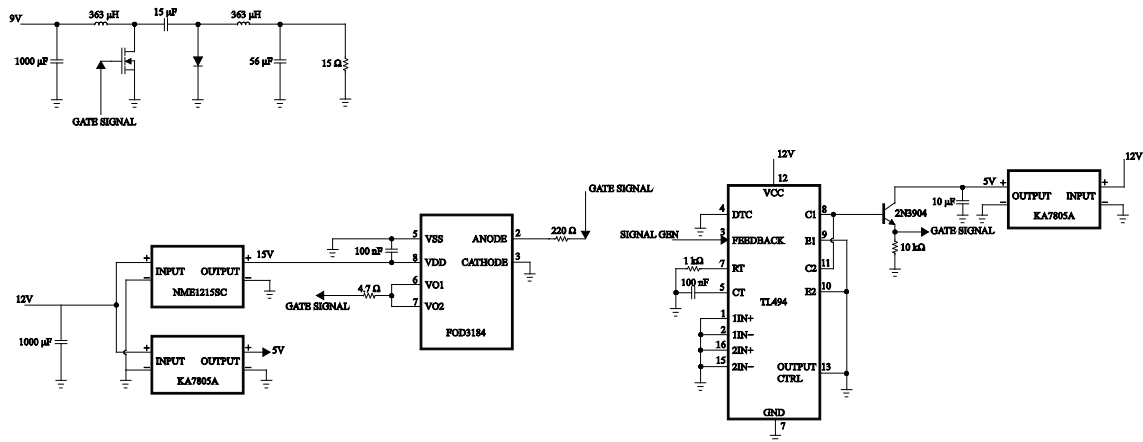 9V
363 μH
15 μF
363 μH
1000 μF
56 μF
15 Ω
GATE SIGNAL
12V
12V
12
VCC
GATE SIGNAL
5V
4
DTC
C1
8
2N3904
10 μF
OUTPUT
INPUT
KA7805A
SIGNAL GEN
3
FEEDBACK
E1
9
GATE SIGNAL
10 kΩ
5
VSS
ANODE
2
220 Ω
100 nF
15V
8
VDD
CATHODE
3
1 kΩ
7
RT
C2
11
INPUT
OUTPUT
NME1215SC
6
VO1
4.7 Ω
GATE SIGNAL
7
VO2
FOD3184
100 nF
5
CT
E2
10
TL494
12V
1000 μF
1
1IN+
2
1IN−
16
2IN+
15
2IN−
OUTPUT
CTRL
13
5V
INPUT
OUTPUT
KA7805A
GND
7